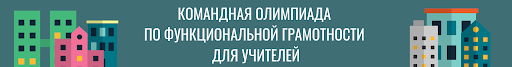 КОМАНДНАЯ ОЛИМПИАДА
ПО ФУНКЦИОНАЛЬНОЙ ГРАМОТНОСТИ
ДЛЯ УЧИТЕЛЕЙ